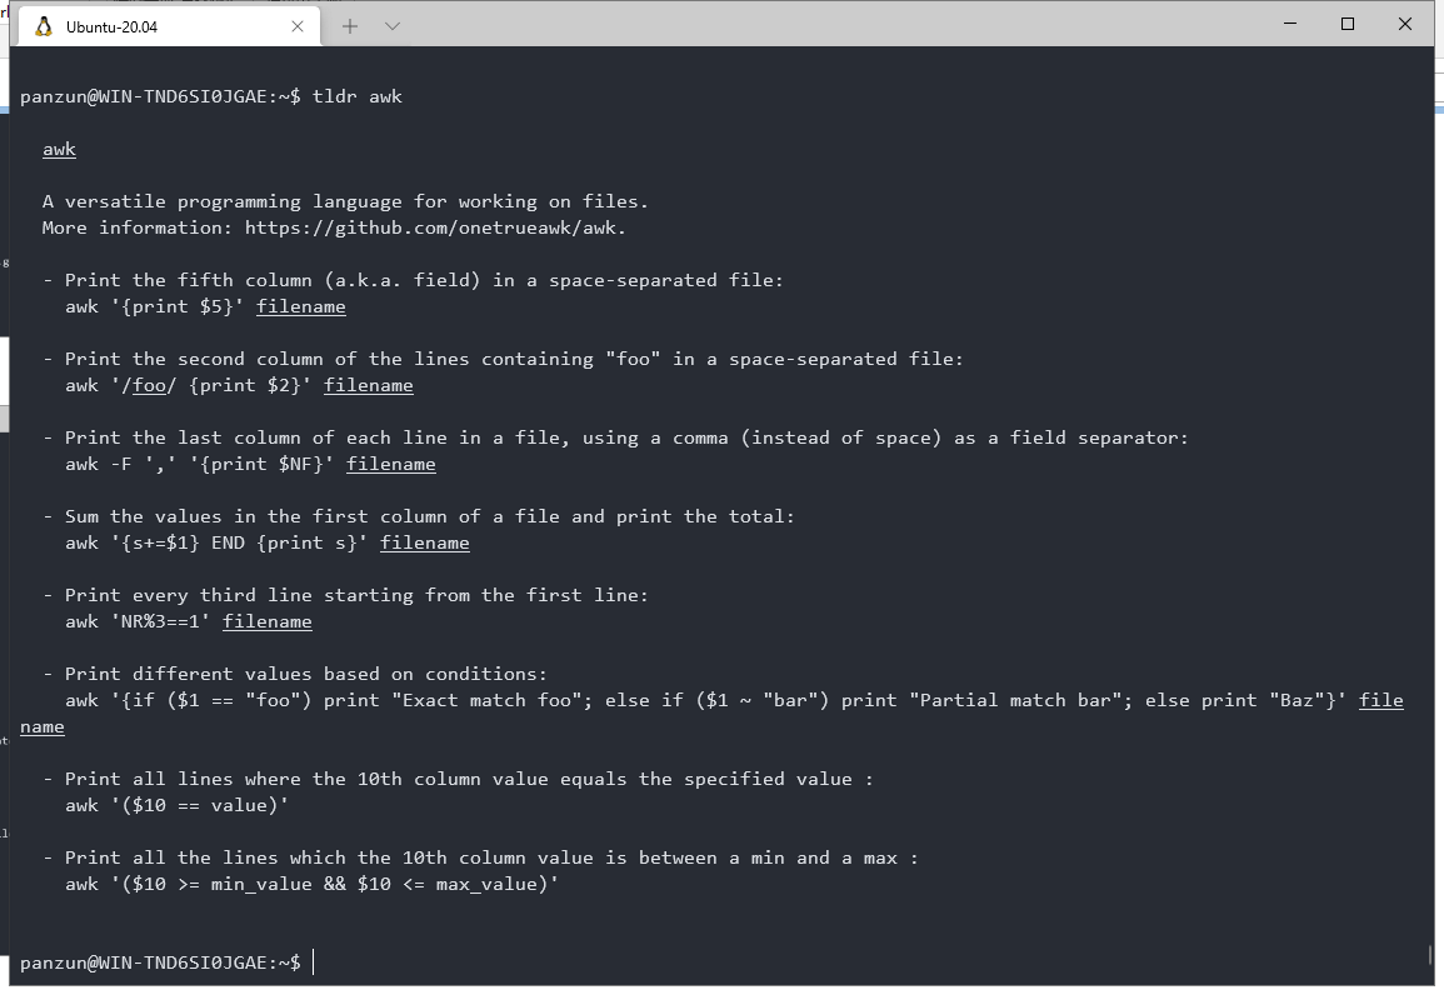 Ubuntu-20.04
panzun@WIN-TND6SI0JGAE:~$ tldr awk
awk
A versatile programming language for working on files.
More information: https://github.com/onetrueawk/awk.
- Print the fifth column (a.k.a. field) in a space-separated file:
awk '{print $5}' filename
- Print the second column of the lines containing "foo" in a space-separated file:
awk '/foo/ {print $2}' filename
- Print the last column of each line in a file, using a comma (instead of space) as a field separator:
awk -F ',' '{print $NF}' filename
- Sum the values in the first column of a file and print the total:
awk '{s+=$1} END {print s}' filename
- Print every third line starting from the first line:
awk 'NR%3==1' filename
- Print different values based on conditions:
awk '{if ($1 == "foo") print "Exact match foo"; else if ($1 ~ "bar") print "Partial match bar"; else print "Baz"}' file
name
- Print all lines where the 10th column value equals the specified value :
awk '($10 == value)'
- Print all the lines which the 10th column value is between a min and a max :
awk '($10 >= min_value && $10 <= max_value)'
panzun@WIN-TND6SI0JGAE:~$